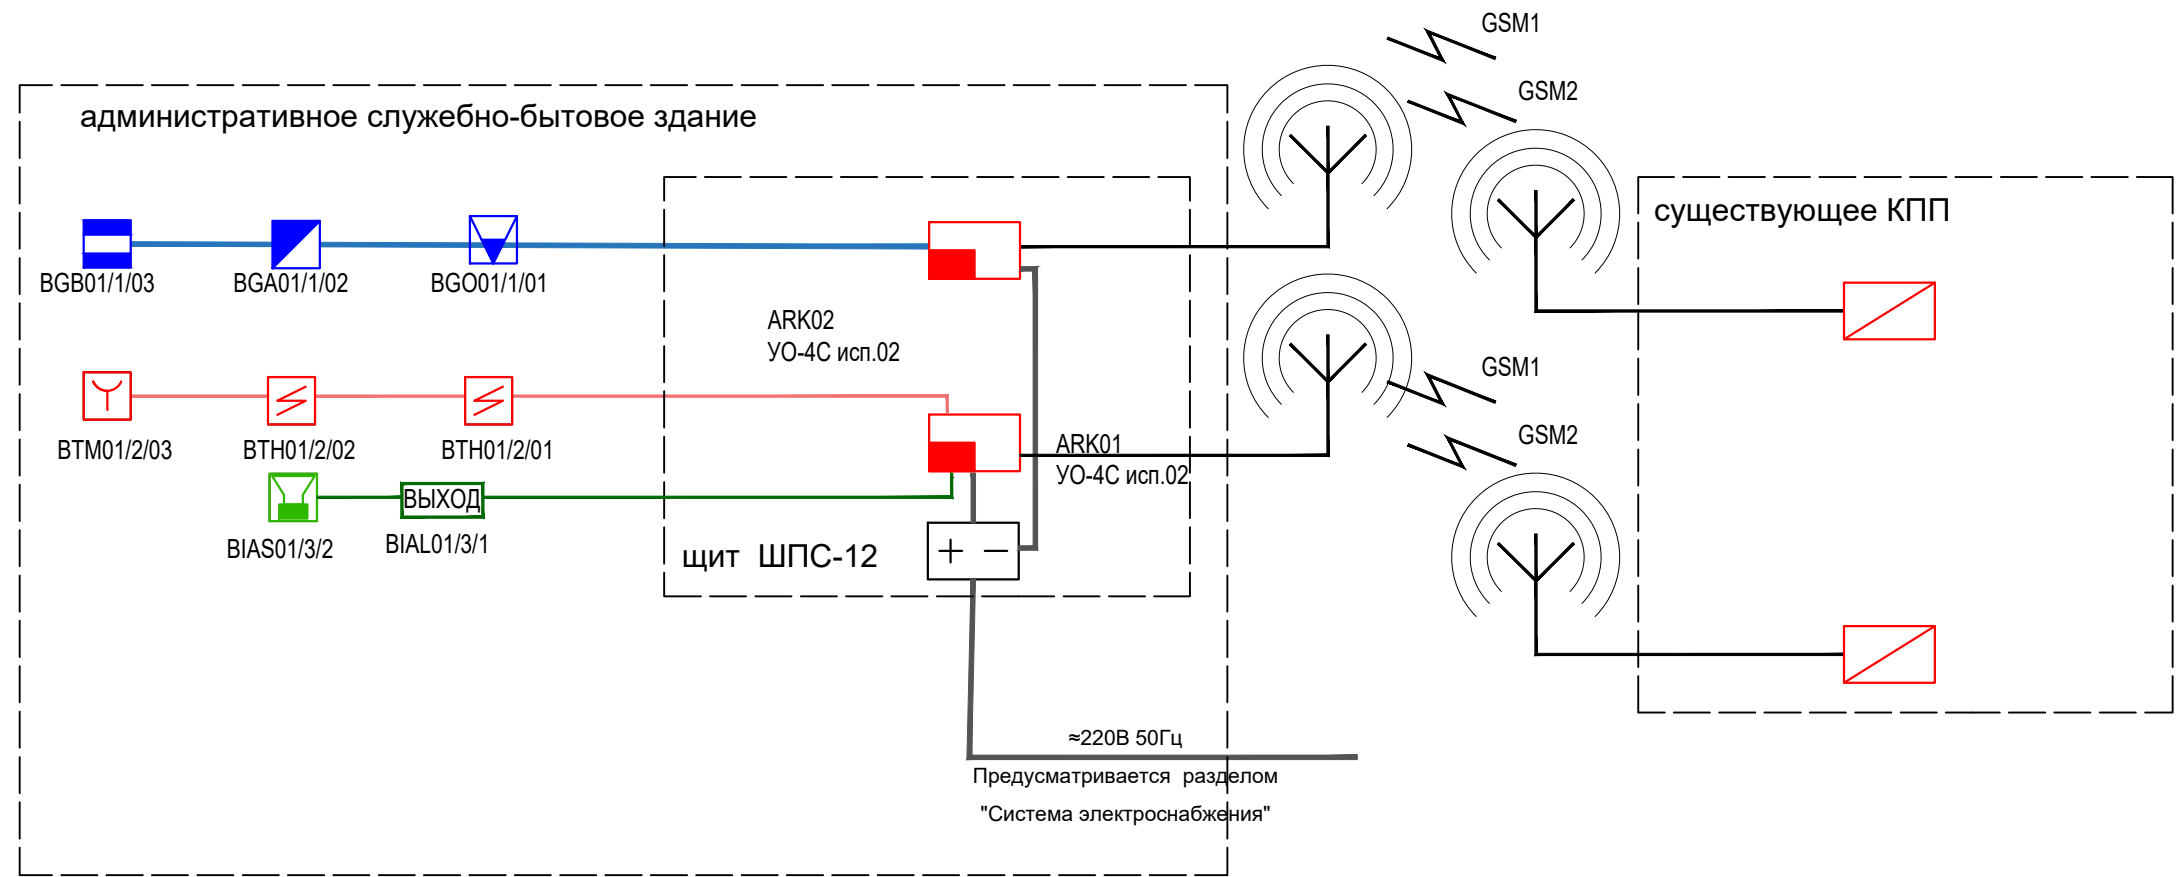 GSM1
GSM2
административное служебно-бытовое здание
существующее КПП
BGB01/1/03
BGA01/1/02
BGO01/1/01
ARK02
УО-4С исп.02
GSM1
GSM2
BTM01/2/03
BTH01/2/02
BTH01/2/01
ARK01
УО-4С исп.02
ВЫХОД
BIAS01/3/2
BIAL01/3/1
щит ШПС-12
+ −
≈220В 50Гц
Предусматривается разделом
"Система электроснабжения"